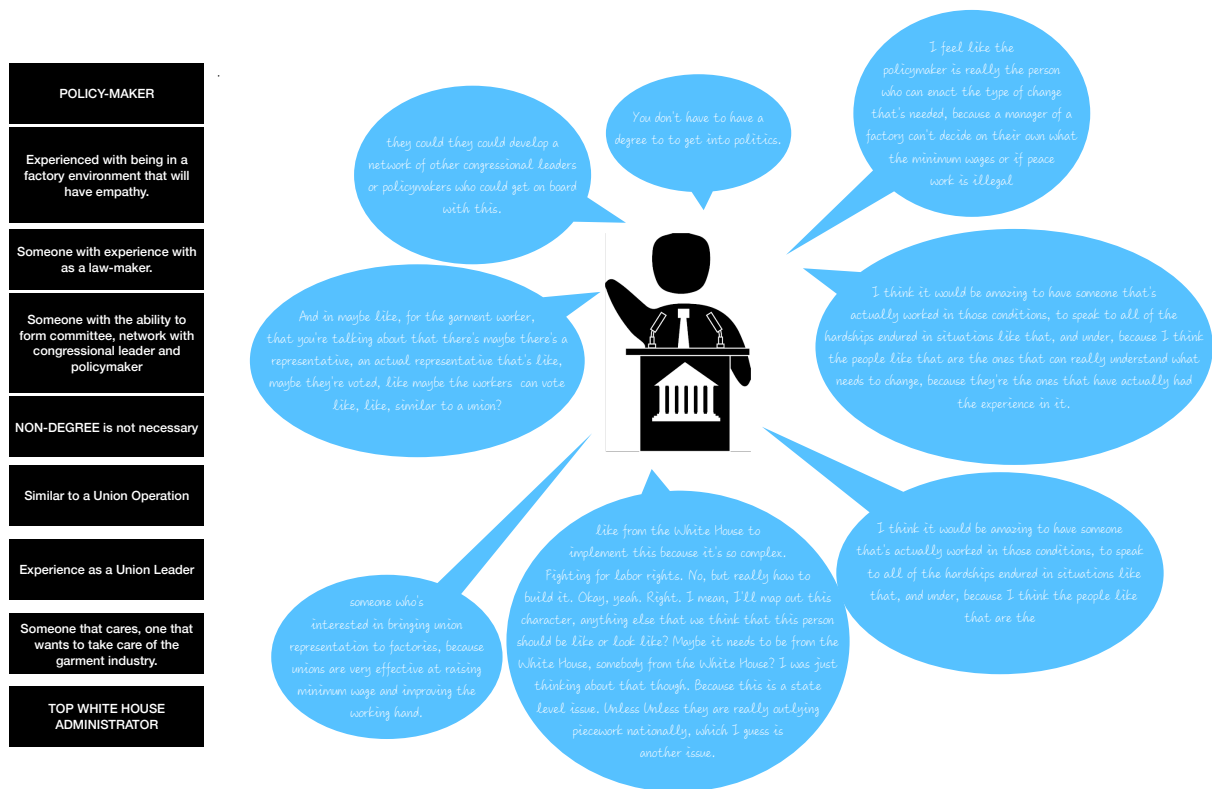 POLICY-MAKER
Experienced with being in a
factory environment that will
have empathy.
Someone with experience with
as a law-maker.
Someone with the ability to
form committee, network with
congressional leader and
policymaker
NON-DEGREE is not necessary
Similar to a Union Operation
Experience as a Union Leader
Someone that cares, one that
wants to take care of the
garment industry.
TOP WHITE HOUSE
ADMINISTRATOR
they could they could develop a
network of other congressional leaders
or policymakers who could get on board
with this.
You don't have to have a
degree to to get into politics.
I feel like the
policymaker is really the person
who can enact the type of change
that's needed, because a manager of a
factory can't decide on their own what
the minimum wages or if peace
work is illegal
And in maybe like, for the garment worker,
that you're talking about that there's maybe there's a
representative, an actual representative that's like,
maybe they're voted, like maybe the workers can vote
like, like, similar to a union?
I think it would be amazing to have someone that's
actually worked in those conditions, to speak to all of the
hardships endured in situations like that, and under, because I think
the people like that are the ones that can really understand what
needs to change, because they're the ones that have actually had
the experience in it.
someone who's
interested in bringing union
representation to factories, because
unions are very effective at raising
minimum wage and improving the
working hand.
like from the White House to
implement this because it's so complex.
Fighting for labor rights. No, but really how to
build it. Okay, yeah. Right. I mean, I'll map out this
character, anything else that we think that this person
should be like or look like? Maybe it needs to be from the
White House, somebody from the White House? I was just
thinking about that though. Because this is a state
level issue. Unless Unless they are really outlying
piecework nationally, which I guess is
another issue.
I think it would be amazing to have someone
that's actually worked in those conditions, to speak
to all of the hardships endured in situations like
that, and under, because I think the people like
that are the